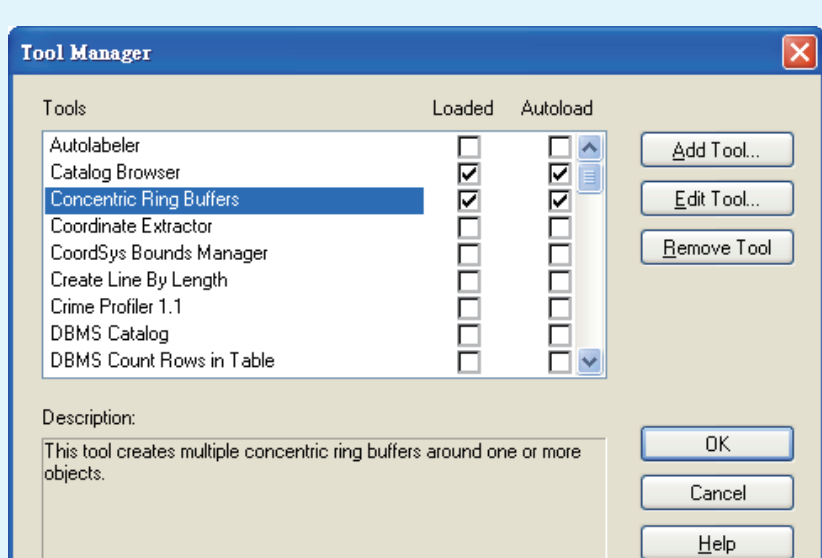 Tool Manager
Tools Loaded Autoload
Autolabeler
Catalog Browser
Concentric Ring Buffers
Coordinate Extractor
CoordSys Bounds Manager
Create Line By Length
Crime Profiler 1.1
DBMS Catalog
DBMS Count Rows in Table
Add Tool...
Edit Tool...
Remove Tool
Description:
This tool creates multiple concentric ring buffers around one or more
objects.
OK
Cancel
Help